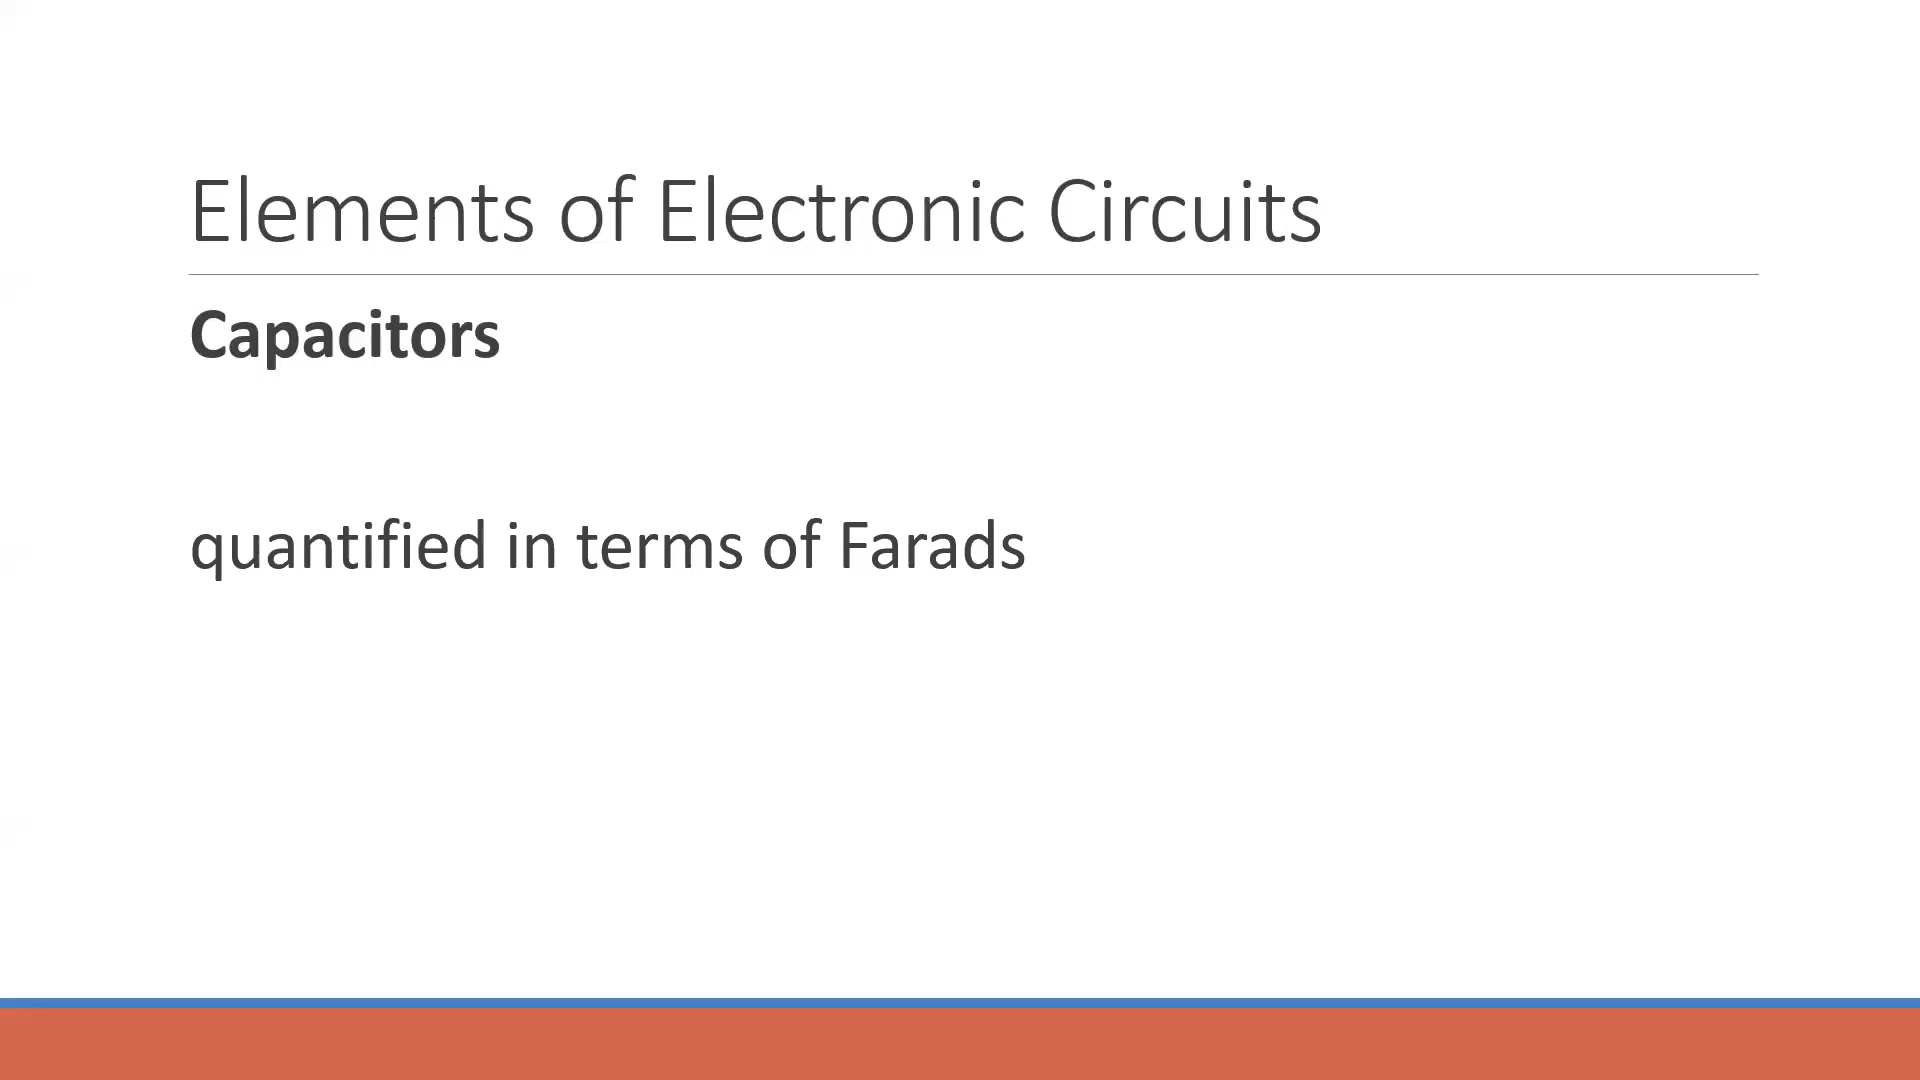 Elements of Electronic Circuits
Capacitors
quantified in terms of Farads